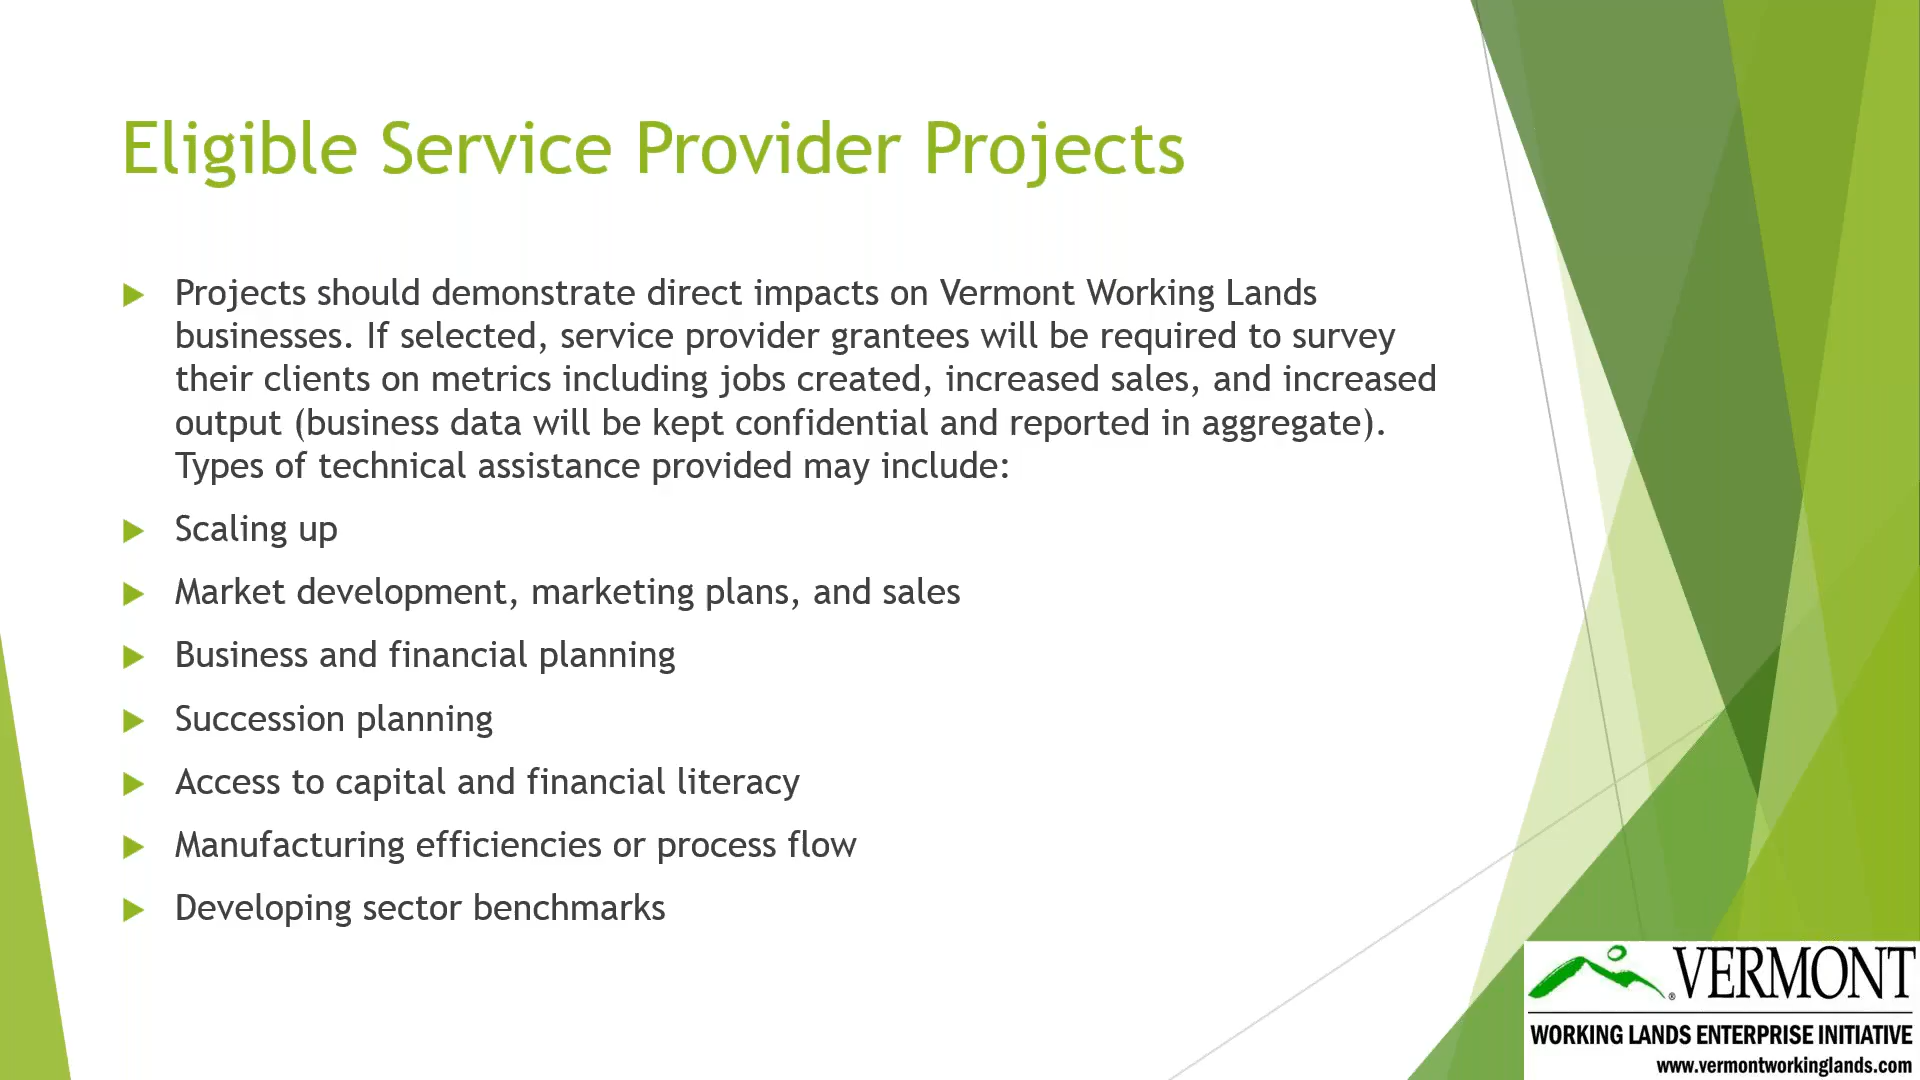 Eligible Service Provider Projects
Projects should demonstrate direct impacts on Vermont Working Lands
businesses. If selected, service provider grantees will be required to survey
their clients on metrics including jobs created, increased sales, and increased
output (business data will be kept confidential and reported in aggregate).
Types of technical assistance provided may include:
Scaling up
Market development, marketing plans, and sales
Business and financial planning
Succession planning
Access to capital and financial literacy
Manufacturing efficiencies or process flow
Developing sector benchmarks
® VERMONT
WORKING LANDS ENTERPRISE INITIATIVE
www.vermontworkinglands.com